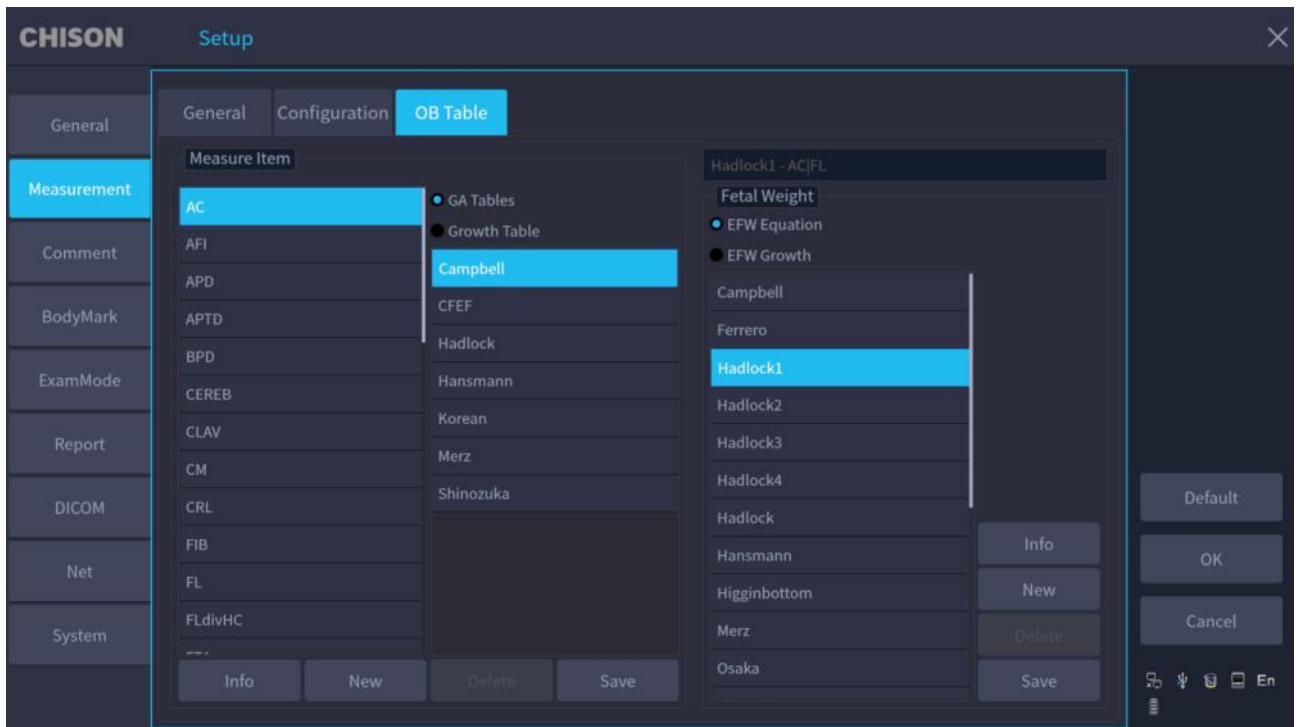 CHISON
Setup
General
Measurement
Comment
BodyMark
ExamMode
Report
DICOM
Net
System
General
Configuration
OB Table
Measure Item
AC
AFI
APD
APTD
BPD
CEREB
CLAV
CM
CRL
FIB
FL
FLdivHC
GA Tables
Growth Table
Campbell
CFEF
Hadlock
Hansmann
Korean
Merz
Shinozuka
Info
New
Delete
Save
Hadlock1 - AC|FL
Fetal Weight
EFW Equation
EFW Growth
Campbell
Ferrero
Hadlock1
Hadlock2
Hadlock3
Hadlock4
Hadlock
Hansmann
Higginbottom
Merz
Osaka
Info
New
Delete
Save
Default
OK
Cancel
En